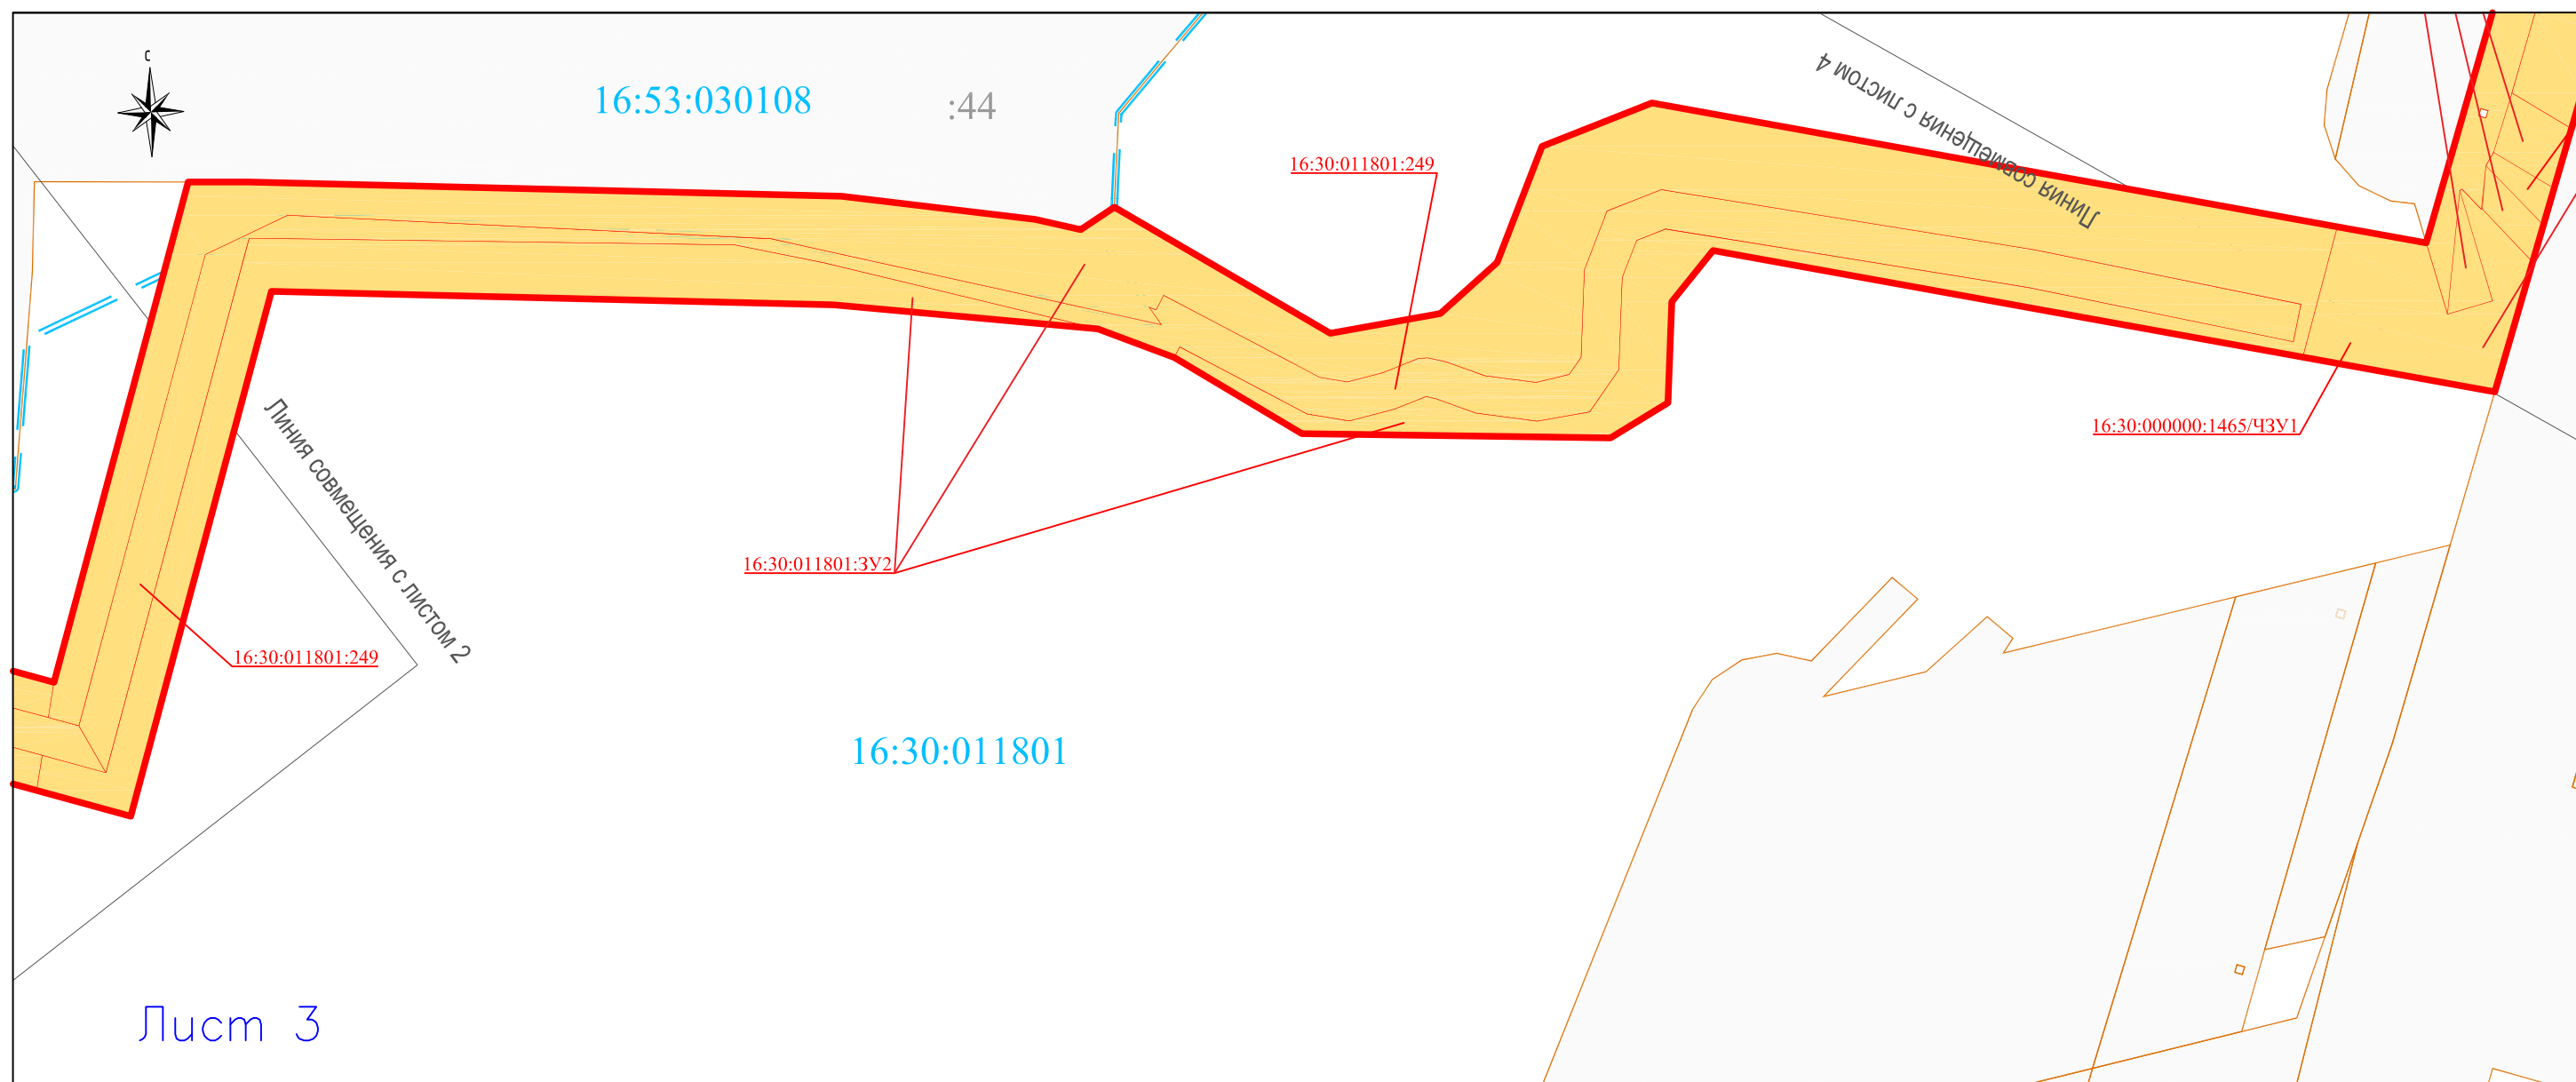 с
16:53:030108
:44
Линия совмещения с листом 4
16:30:011801:249
16:30:000000:1465/ЧЗУ1
Линия совмещения с листом 2
16:30:011801:ЗУ2
16:30:011801:249
16:30:011801
Лист 3